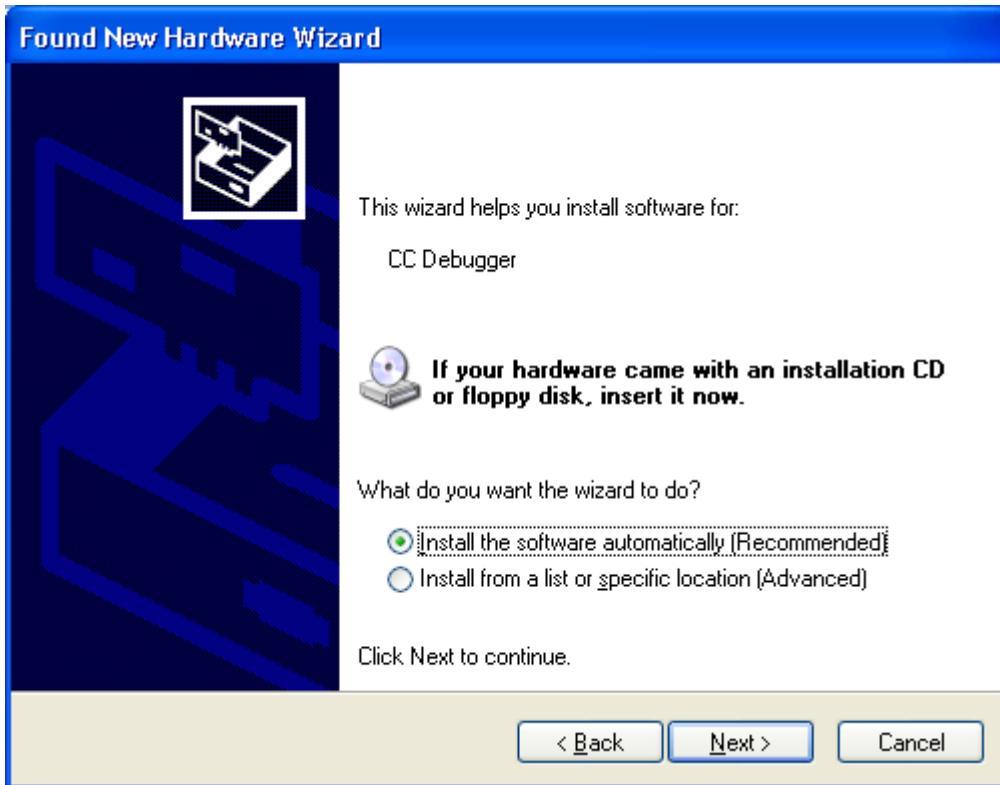 Found New Hardware Wizard
This wizard helps you install software for:
CC Debugger
If your hardware came with an installation CD
or floppy disk, insert it now.
What do you want the wizard to do?
Install the software automatically (Recommended)
Install from a list or specific location (Advanced)
Click Next to continue.
< Back
Next >
Cancel